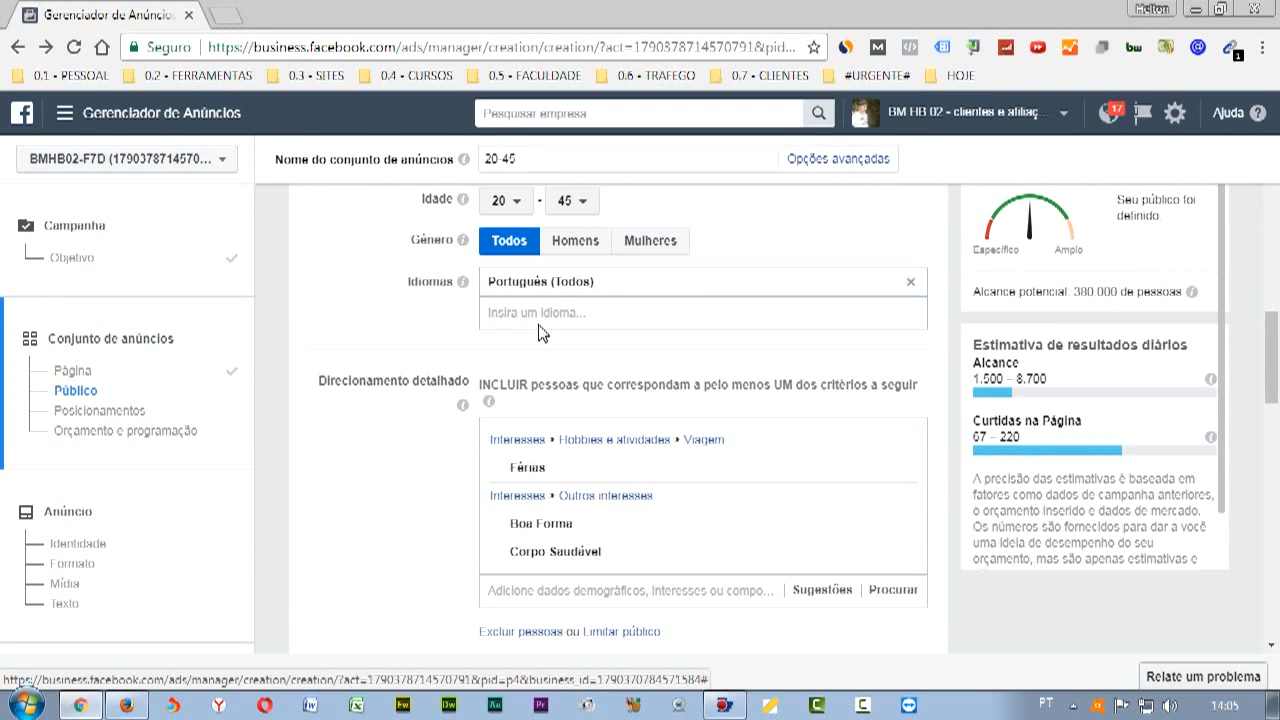 Gerenciador de Anúncios
Hellon
Seguro
https://business.facebook.com/ads/manager/creation/creation/?act=1790378714570791&pid...
1
0.1 - PESSOAL
0.2 - FERRAMENTAS
0.3 - SITES
0.4 - CURSOS
0.5 - FACULDADE
0.6 - TRAFEGO
0.7 - CLIENTES
#URGENTE#
HOJE
Gerenciador de Anúncios
Pesquisar empresa
BM HB 02 - clientes e afiliaç...
17
Ajuda
BMHB02-F7D (1790378714570...
Nome do conjunto de anúncios
20-45
Opções avançadas
Campanha
Objetivo
Conjunto de anúncios
Página
Público
Posicionamentos
Orçamento e programação
Anúncio
Identidade
Formato
Mídia
Texto
Idade
20
-
45
Gênero
Todos
Homens
Mulheres
Idiomas
Português (Todos)
Insira um idioma...
Direcionamento detalhado
INCLUIR pessoas que correspondam a pelo menos UM dos critérios a seguir
Interesses • Hobbies e atividades • Viagem
Férias
Interesses • Outros interesses
Boa Forma
Corpo Saudável
Adicione dados demográficos, interesses ou compo...
Sugestões
Procurar
Excluir pessoas ou Limitar público
Seu público foi
definido.
Específico
Amplo
Alcance potencial: 380 000 de pessoas
Estimativa de resultados diários
Alcance
1.500 – 8.700
Curtidas na Página
67 – 220
A precisão das estimativas é baseada em
fatores como dados de campanha anteriores,
o orçamento inserido e dados de mercado.
Os números são fornecidos para dar a você
uma ideia de desempenho do seu
orçamento, mas são apenas estimativas e
https://business.facebook.com/ads/manager/creation/creation/?act=1790378714570791&pid=p4&business_id=1790370784571584#
Relate um problema
PT
14:05